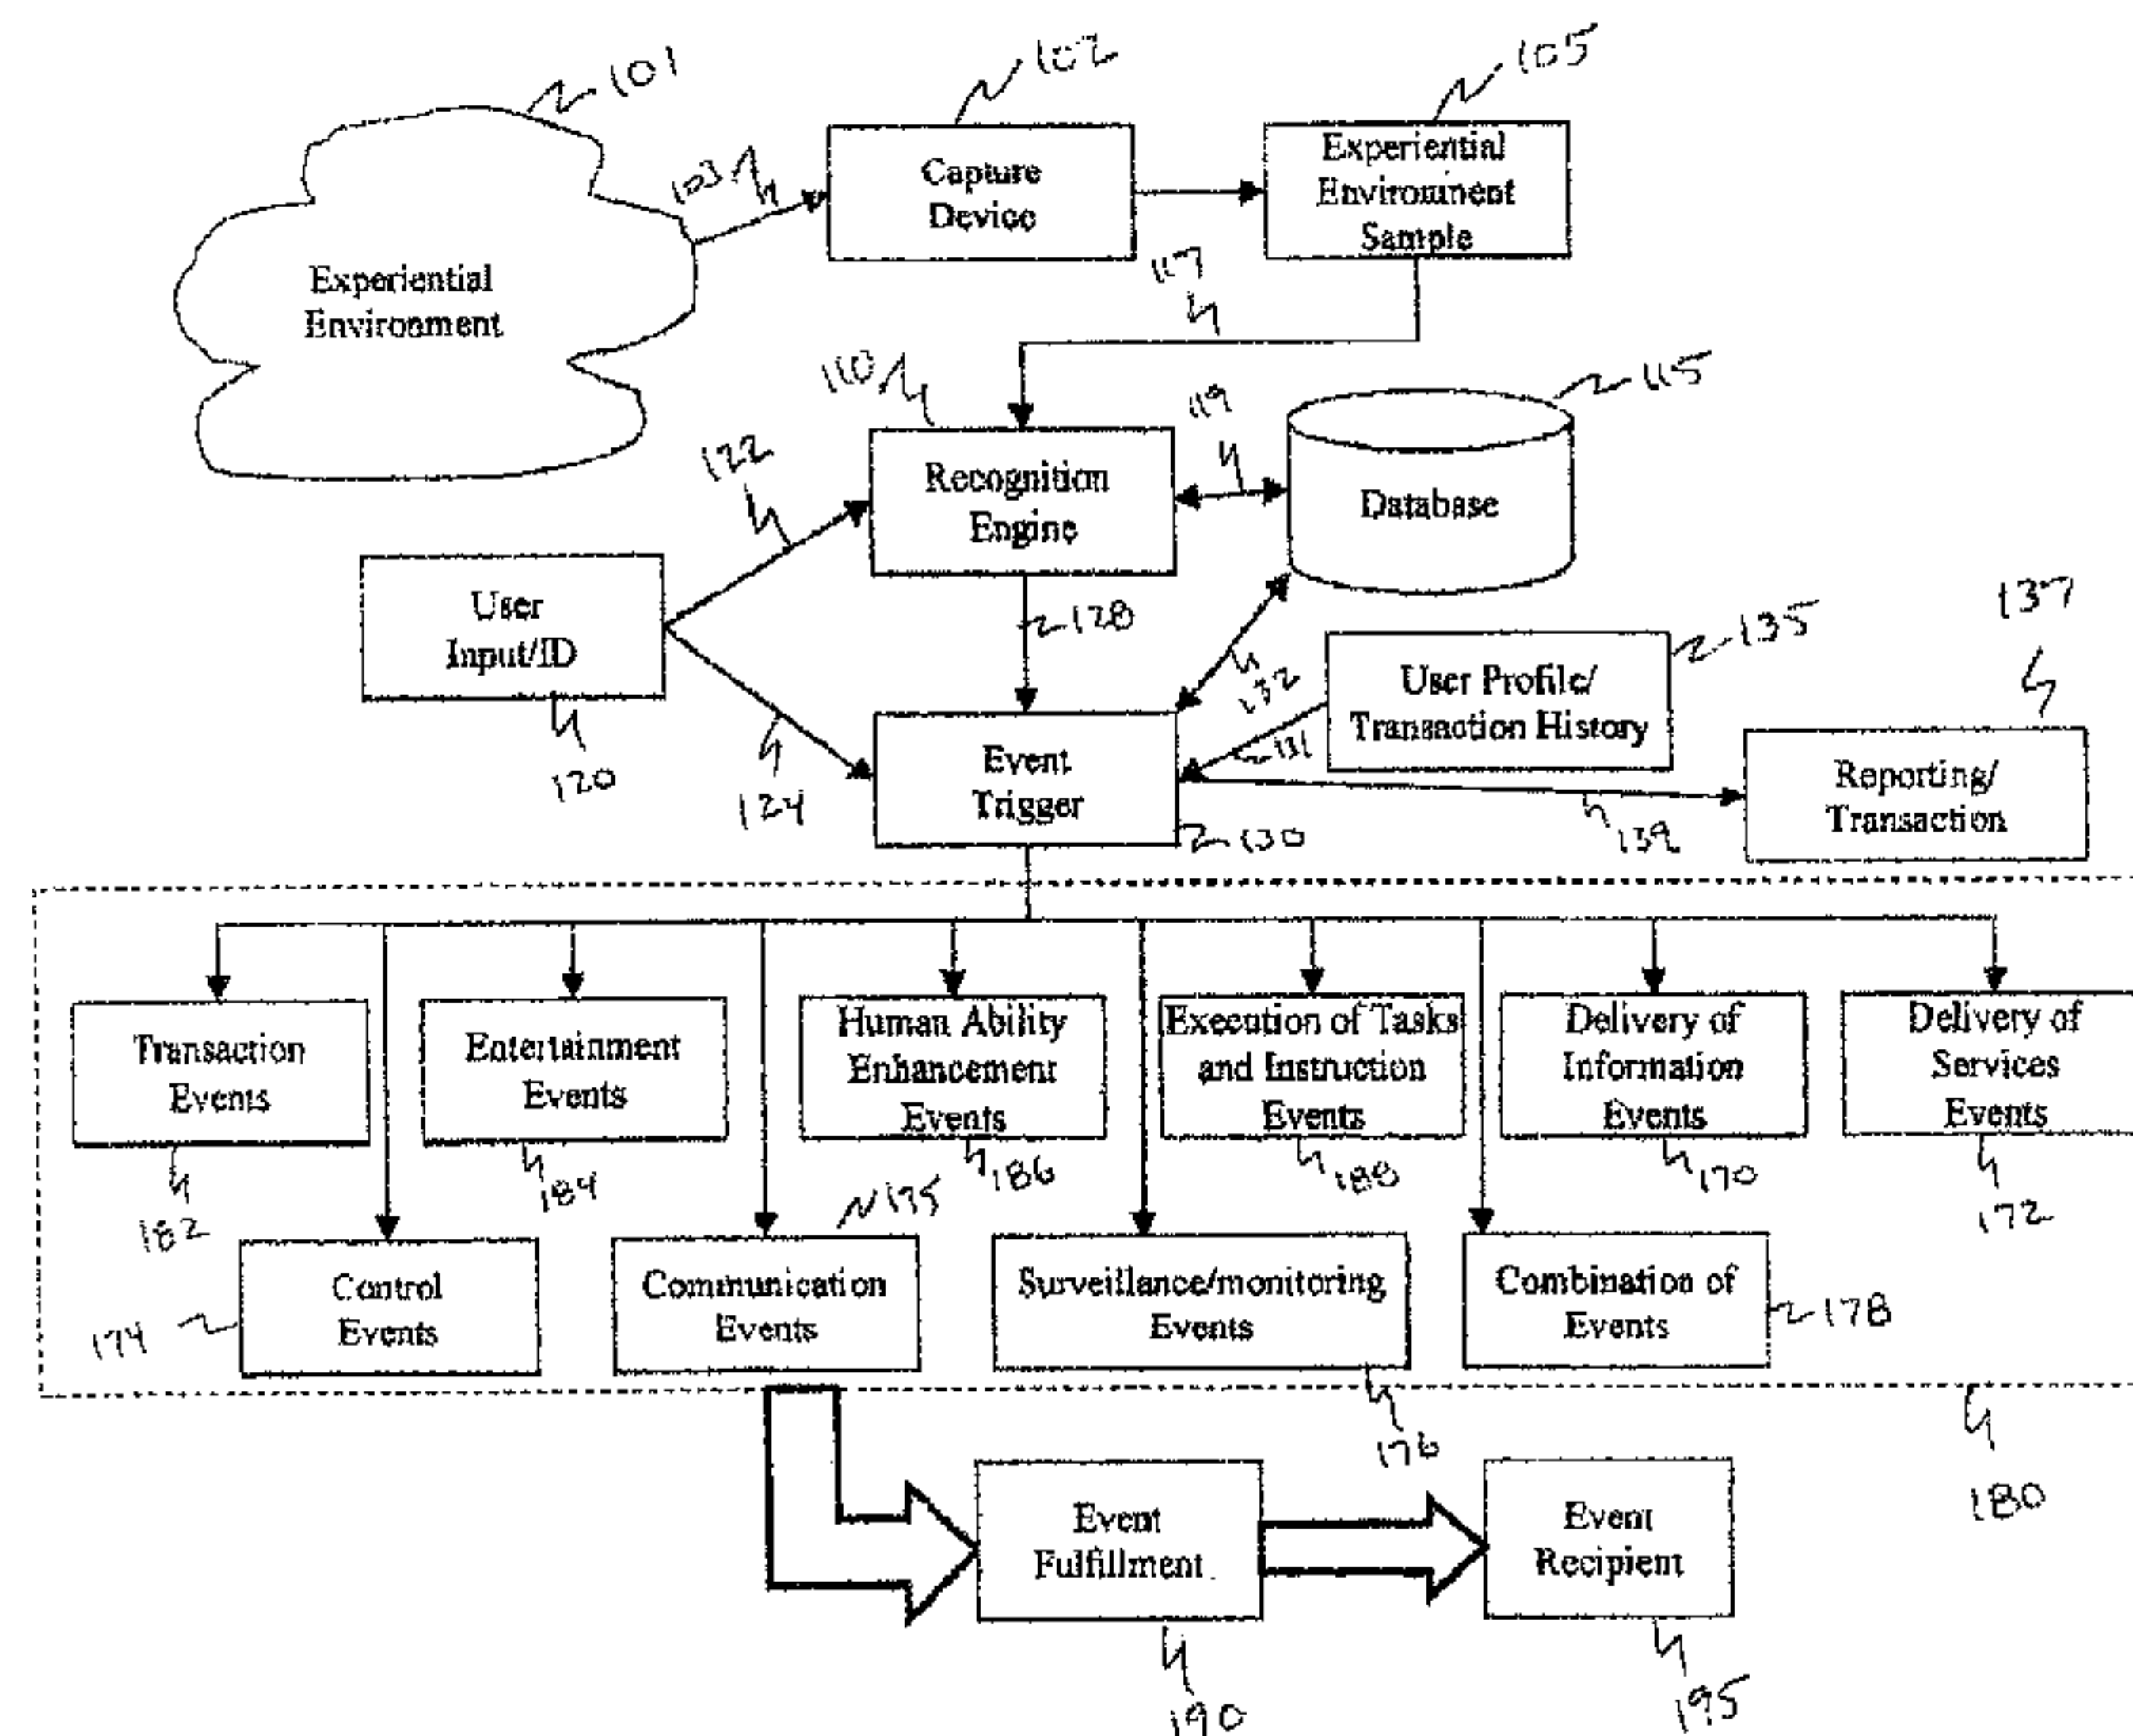 101
102
105
103
Capture
Device
Experiential
Environment
Sample
Experiential
Environment
117
110
119
115
122
Recognition
Engine
Database
User
Input/ID
128
135
137
132
User Profile/
Transaction History
131
120
124
Event
Trigger
130
139
Reporting/
Transaction
Transaction
Events
Entertainment
Events
Human Ability
Enhancement
Events
Execution of Tasks
and Instruction
Events
Delivery of
Information
Events
Delivery of
Services
Events
182
184
186
188
170
172
175
Control
Events
Communication
Events
Surveillance/monitoring
Events
Combination of
Events
174
178
176
180
Event
Fulfillment
Event
Recipient
190
195